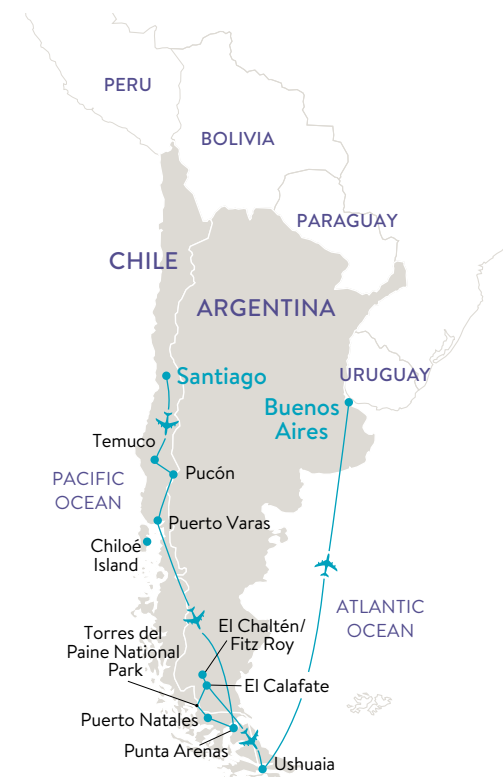 PERU
BOLIVIA
PARAGUAY
CHILE
ARGENTINA
Santiago
URUGUAY
Buenos
Aires
Temuco
Pucón
PACIFIC
OCEAN
Puerto Varas
Chiloé
Island
ATLANTIC
OCEAN
El Chaltén/
Fitz Roy
Torres del
Paine National
Park
El Calafate
Puerto Natales
Punta Arenas
Ushuaia